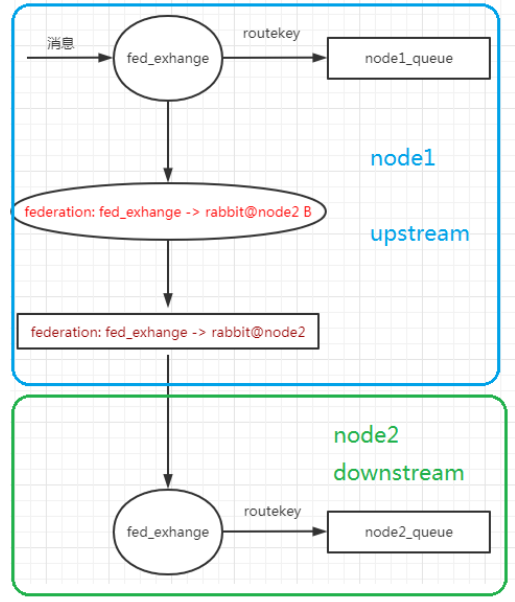 消息
fed_exhange
routekey
node1_queue
node1
upstream
federation: fed_exhange -> rabbit@node2 B
federation: fed_exhange -> rabbit@node2
node2
downstream
fed_exhange
routekey
node2_queue